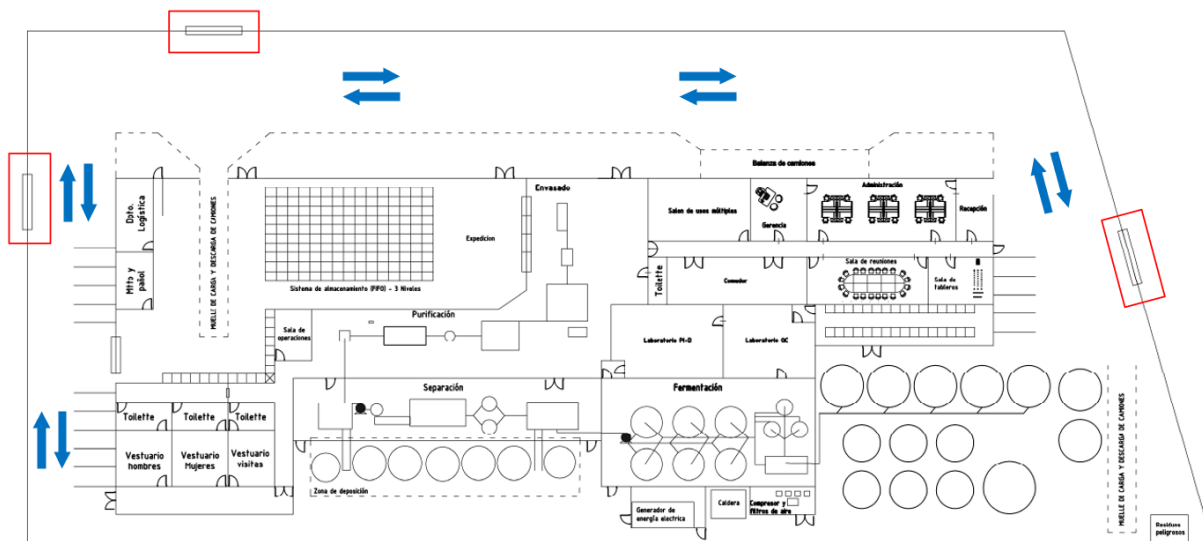 Balanza de camiones
Envasado
Administración
Dpto.
Logística
MUELLE DE CARGA Y DESCARGA DE CAMIONES
Salon de usos múltiples
Gerencia
Recepción
Expedicion
Mtto y
pañol
Sistema de almacenamiento (FIFO) - 3 Niveles
Toilette
Comedor
Sala de reuniones
Sala de
tableros
Purificación
Sala de
operaciones
Laboratorio PI-D
Laboratorio QC
Separación
Fermentación
Toilette
Toilette
Toilette
Vestuario
hombres
Vestuario
Mujeres
Vestuario
visitas
Zona de deposición
Generador de
energía electrica
Caldera
Compresor y
filtros de aire
MUELLE DE CARGA Y DESCARGA DE CAMIONES
Residuos
peligrosos